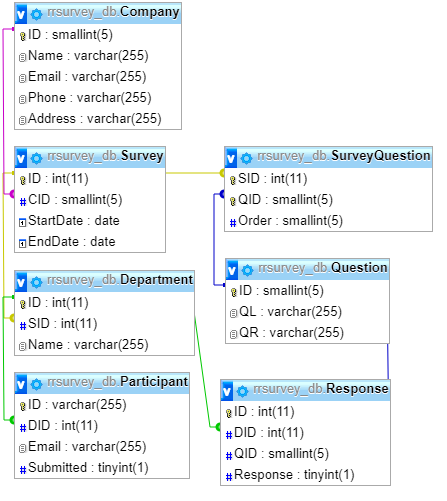 rrsurvey_db.Company
ID : smallint(5)
Name : varchar(255)
Email : varchar(255)
Phone : varchar(255)
Address : varchar(255)
rrsurvey_db.Survey
ID : int(11)
CID : smallint(5)
StartDate : date
EndDate : date
rrsurvey_db.SurveyQuestion
SID : int(11)
QID : smallint(5)
Order : smallint(5)
rrsurvey_db.Department
ID : int(11)
SID : int(11)
Name : varchar(255)
rrsurvey_db.Question
ID : smallint(5)
QL : varchar(255)
QR : varchar(255)
rrsurvey_db.Participant
ID : varchar(255)
DID : int(11)
Email : varchar(255)
Submitted : tinyint(1)
rrsurvey_db.Response
ID : int(11)
DID : int(11)
QID : smallint(5)
Response : tinyint(1)